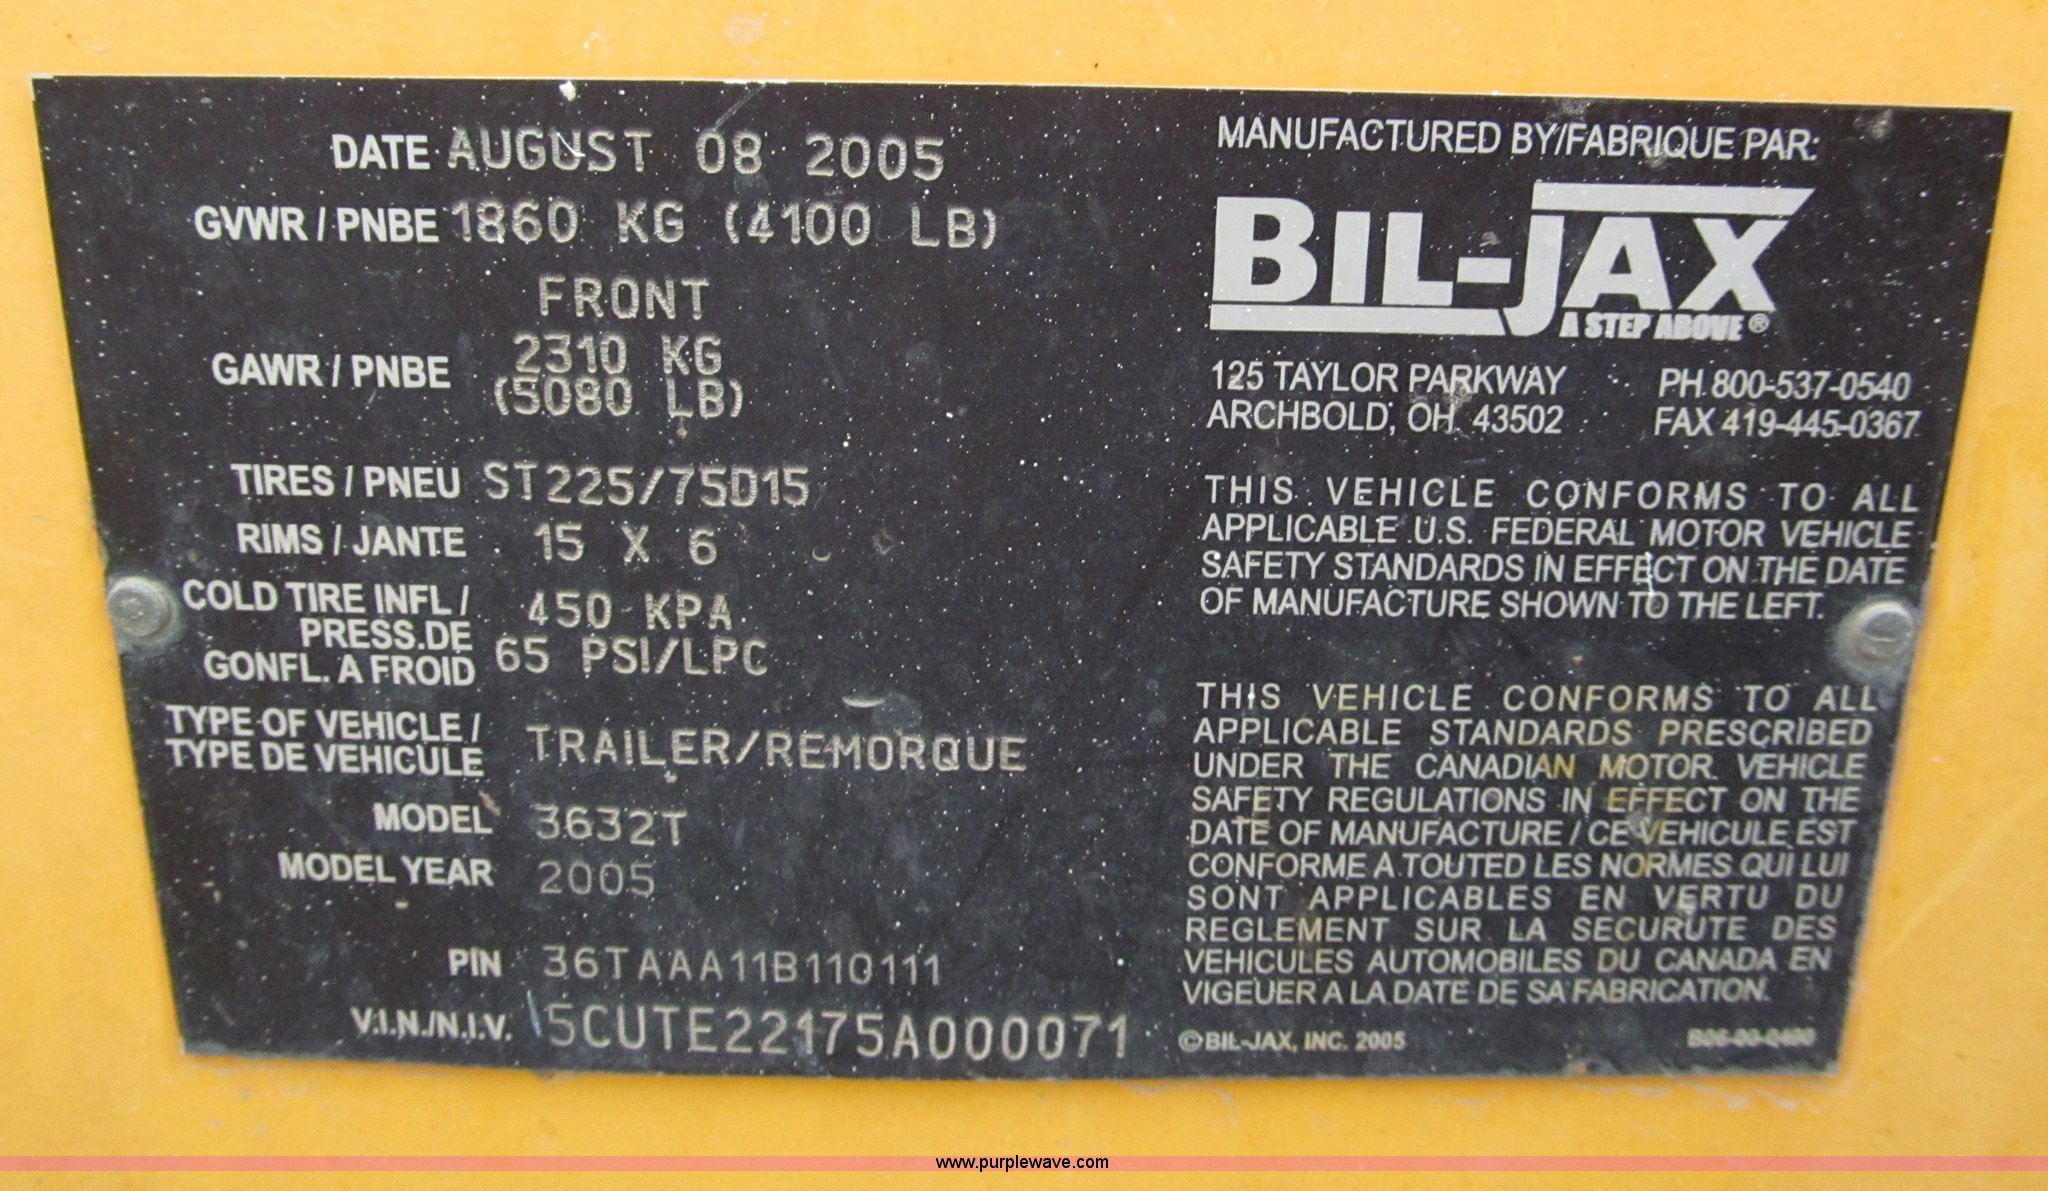 DATE AUGUST 08 2005
GVWR / PNBE 1860 KG (4100 LB)
FRONT
GAWR / PNBE 2310 KG
(5080 LB)
TIRES / PNEU ST225/75D15
RIMS / JANTE 15 X 6
COLD TIRE INFL /
PRESS.DE
GONFL. A FROID
450 KPA
65 PSI/LPC
TYPE OF VEHICLE /
TYPE DE VEHICULE
TRAILER/REMORQUE
MODEL 3632T
MODEL YEAR 2005
PIN 36TAAA11B110111
V.I.N./N.I.V. 5CUTE22175A000071
MANUFACTURED BY/FABRIQUE PAR:
BIL-JAX
A STEP ABOVE®
125 TAYLOR PARKWAY PH 800-537-0540
ARCHBOLD, OH 43502 FAX 419-445-0367
THIS VEHICLE CONFORMS TO ALL
APPLICABLE U.S. FEDERAL MOTOR VEHICLE
SAFETY STANDARDS IN EFFECT ON THE DATE
OF MANUFACTURE SHOWN TO THE LEFT.
THIS VEHICLE CONFORMS TO ALL
APPLICABLE STANDARDS PRESCRIBED
UNDER THE CANADIAN MOTOR VEHICLE
SAFETY REGULATIONS IN EFFECT ON THE
DATE OF MANUFACTURE / CE VEHICULE EST
CONFORME A TOUTED LES NORMES QUI LUI
SONT APPLICABLES EN VERTU DU
REGLEMENT SUR LA SECURUTE DES
VEHICULES AUTOMOBILES DU CANADA EN
VIGEUER A LA DATE DE SA FABRICATION.
©BIL-JAX, INC. 2005
www.purplewave.com